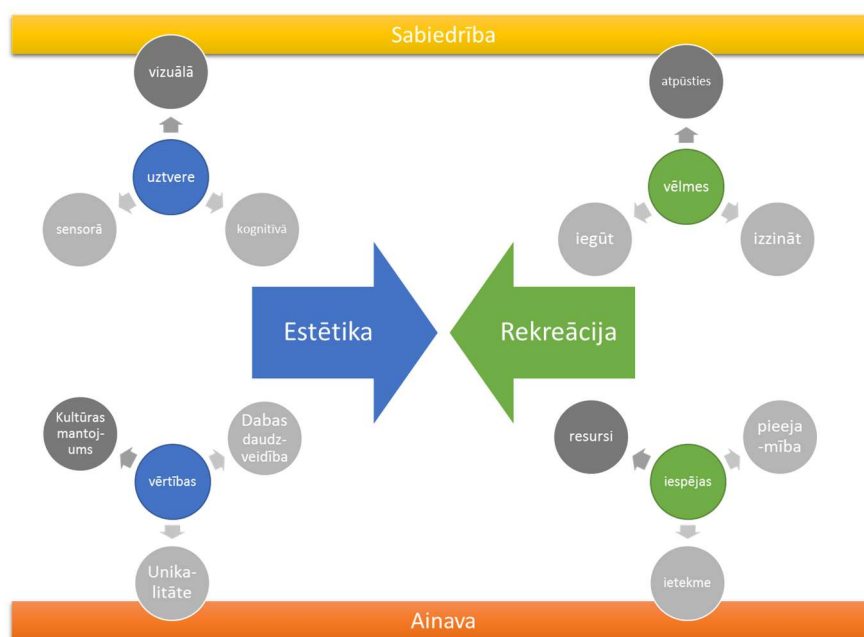 Sabiedrība
vizuālā
uztvere
sensorā
kognitīvā
atpūsties
vēlmes
iegūt
izzināt
Estētika
Rekreācija
Kultūras
mantoj-
ums
Dabas
daudz-
veidība
vērtības
Unika-
litāte
resursi
pieeja
-mība
iespējas
ietekme
Ainava